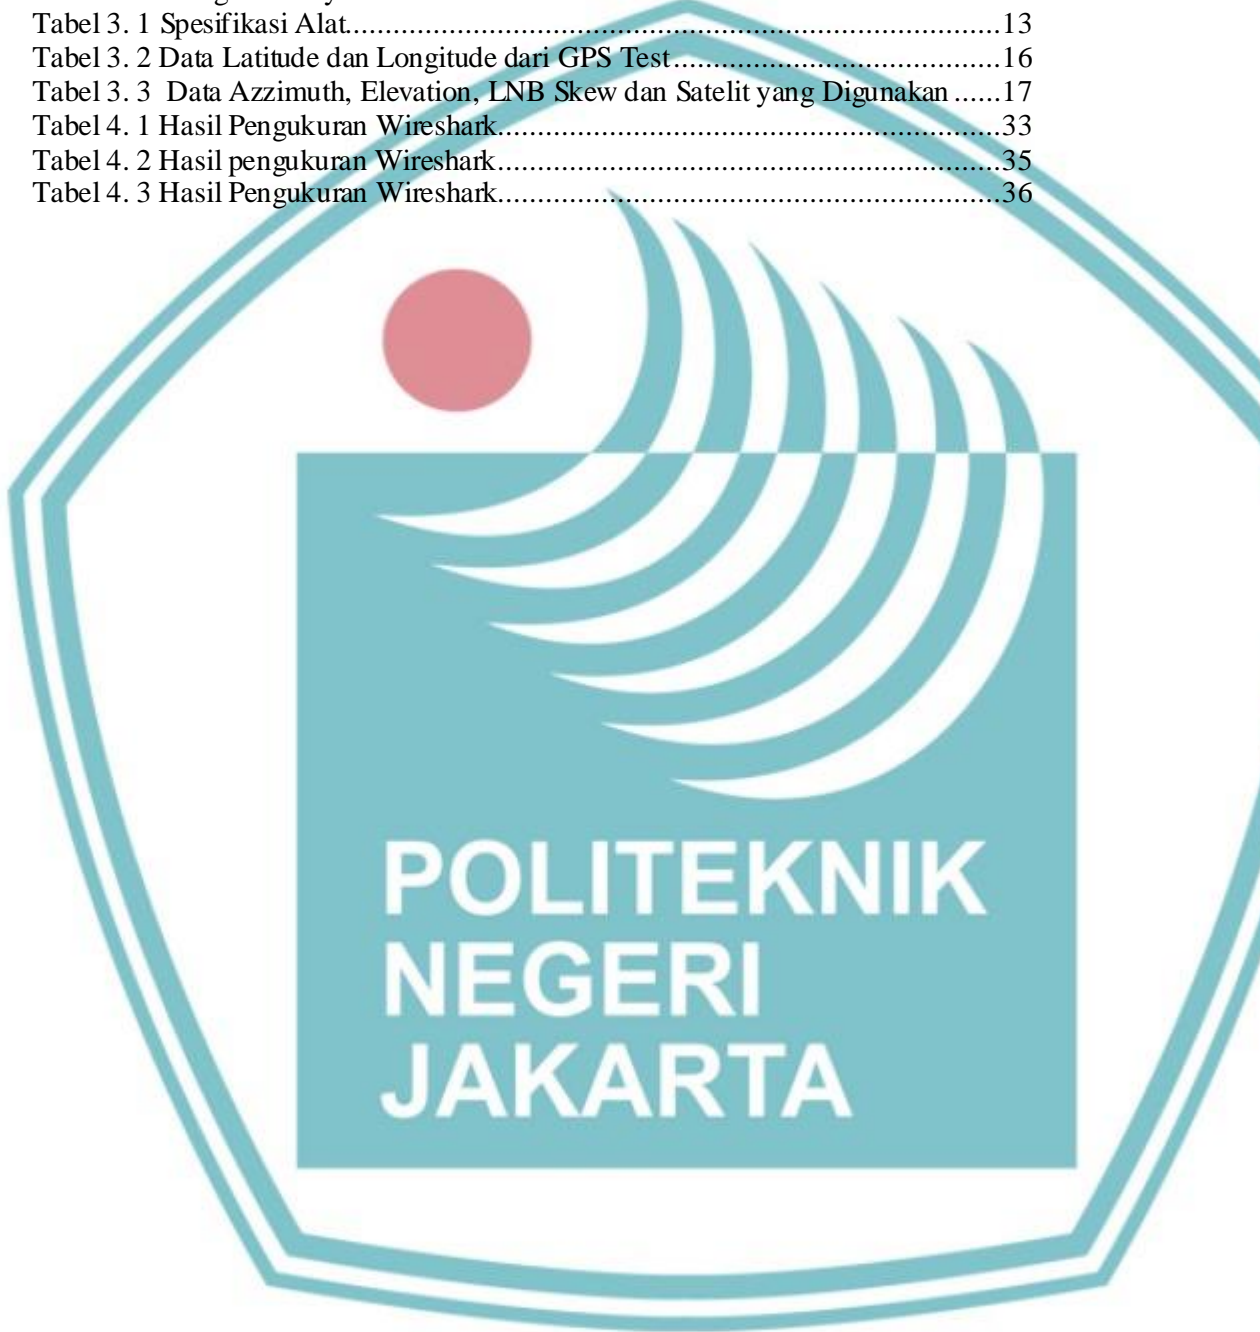 Tabel 3. 1 Spesifikasi Alat..................................................................................13
Tabel 3. 2 Data Latitude dan Longitude dari GPS Test.........................................16
Tabel 3. 3  Data Azzimuth, Elevation, LNB Skew dan Satelit yang Digunakan......17
Tabel 4. 1 Hasil Pengukuran Wireshark...............................................................33
Tabel 4. 2 Hasil pengukuran Wireshark...............................................................35
Tabel 4. 3 Hasil Pengukuran Wireshark...............................................................36
POLITEKNIK
NEGERI
JAKARTA